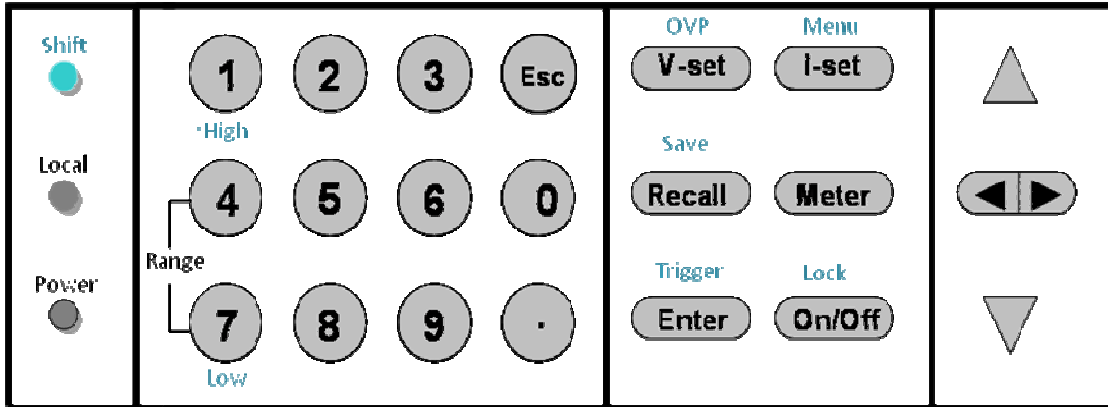 Shift
Local
Power
1 2 3 Esc
·High
4 5 6 0
Range
7 8 9 .
Low
OVP Menu
V-set I-set
Save
Recall Meter
Trigger Lock
Enter On/Off